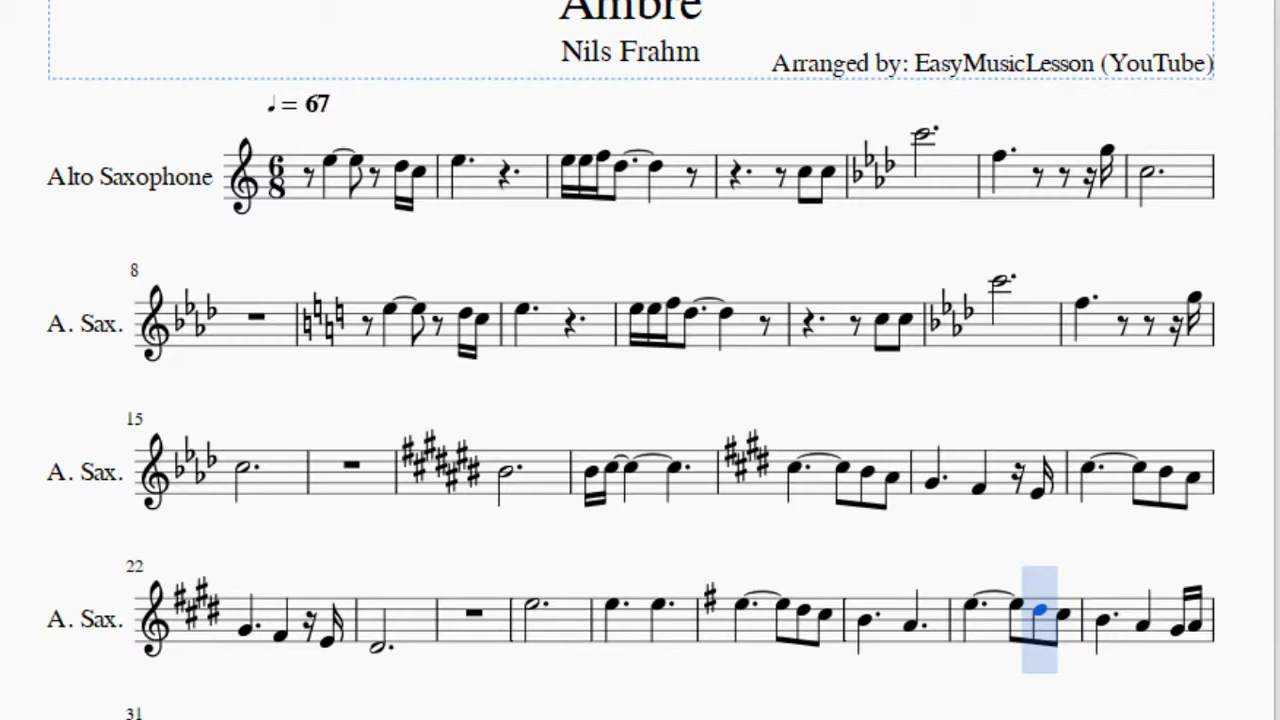 Ambre
Nils Frahm
Arranged by: EasyMusicLesson (YouTube)
♩ = 67
Alto Saxophone
6
8
8
A. Sax.
15
A. Sax.
22
A. Sax.
31